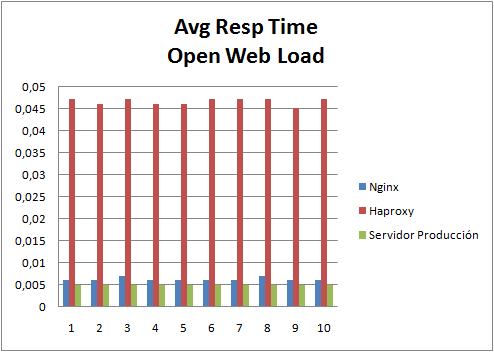 Avg Resp Time
Open Web Load
0,05
0,045
0,04
0,035
0,03
0,025
0,02
0,015
0,01
0,005
0
1 2 3 4 5 6 7 8 9 10
Nginx
Haproxy
Servidor Producción